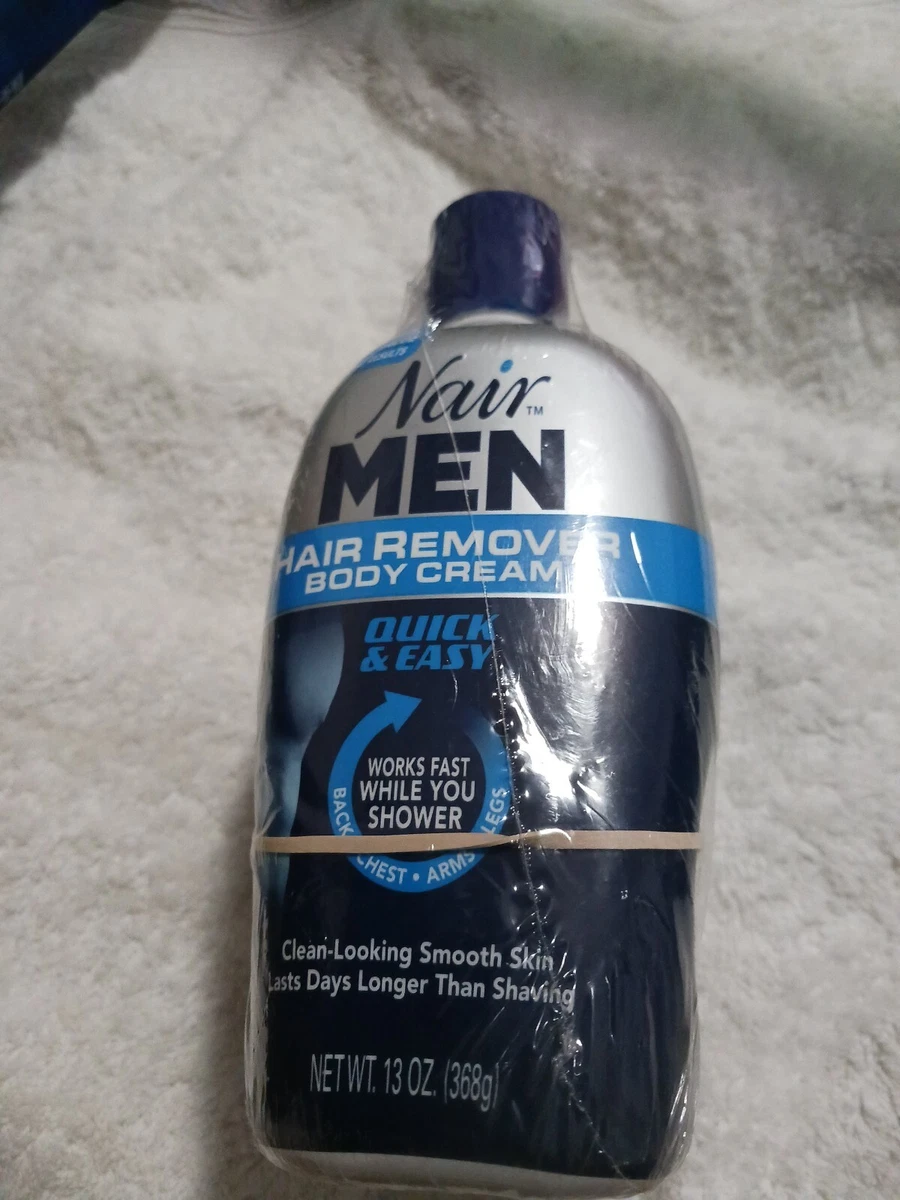 RESULTS
Nair™
MEN
HAIR REMOVER
BODY CREAM
QUICK
& EASY
WORKS FAST
WHILE YOU
SHOWER
BACK CHEST • ARMS LEGS
Clean-Looking Smooth Skin
Lasts Days Longer Than Shaving
NET WT. 13 OZ. (368g)